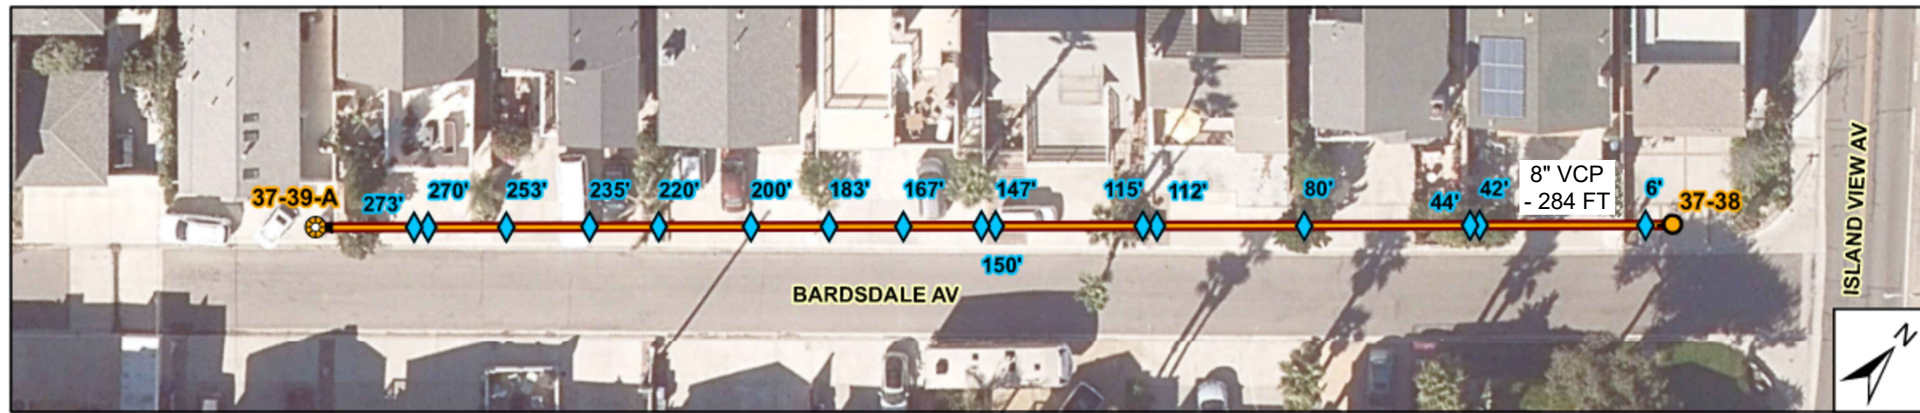 37-39-A
273'
270'
253'
235'
220'
200'
183'
167'
147'
115'
112'
80'
44'
42'
8" VCP
- 284 FT
6'
37-38
150'
BARDSDALE AV
ISLAND VIEW AV
N